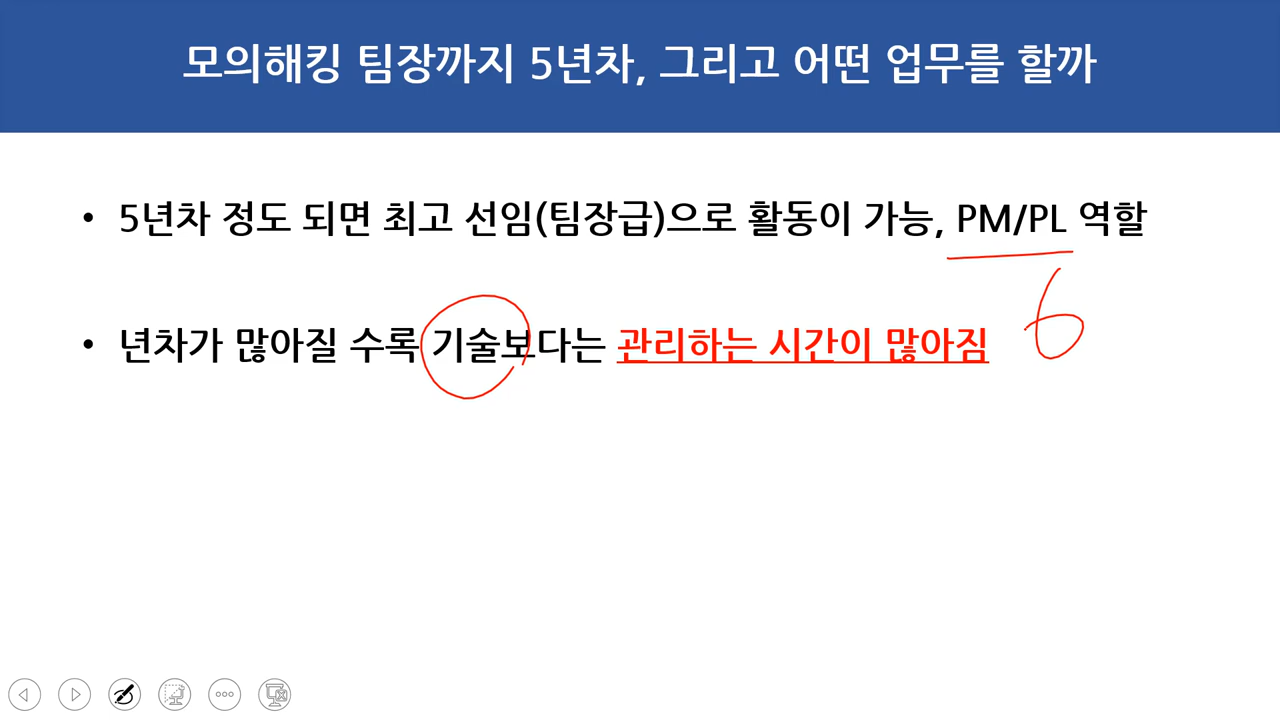 모의해킹 팀장까지 5년차, 그리고 어떤 업무를 할까
• 5년차 정도 되면 최고 선임(팀장급)으로 활동이 가능, PM/PL 역할
6
• 년차가 많아질 수록 기술보다는 관리하는 시간이 많아짐